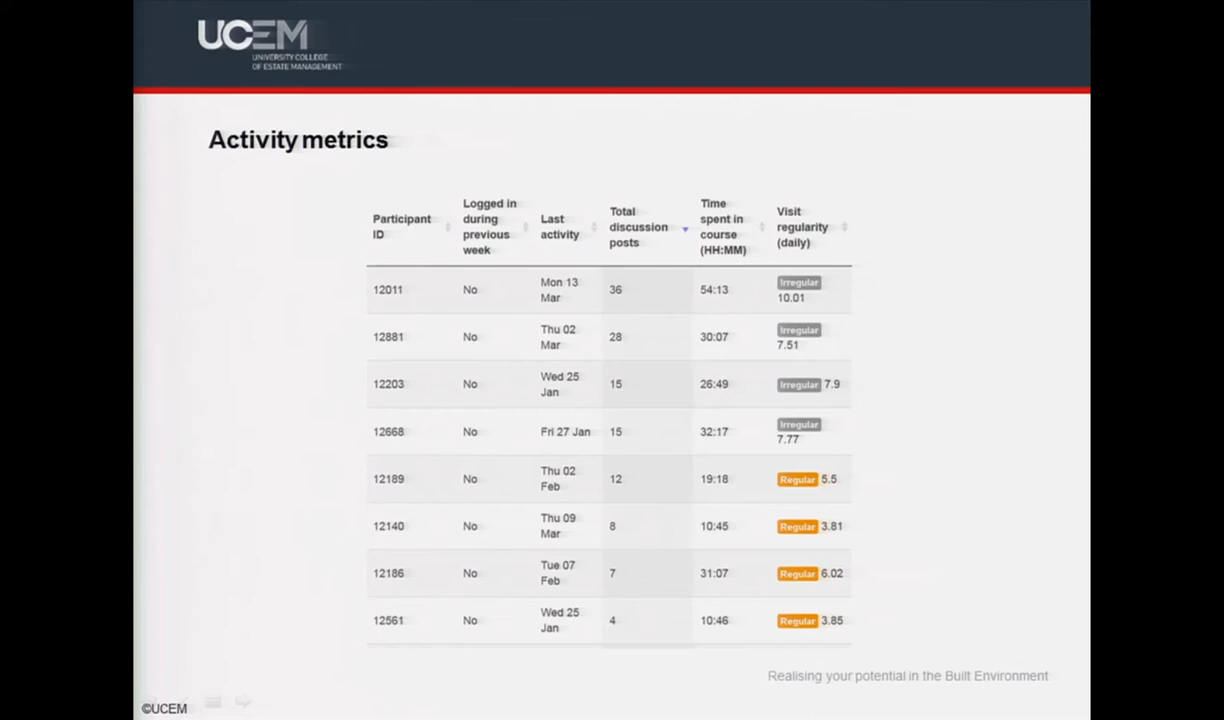 UCEM
UNIVERSITY COLLEGE
OF ESTATE MANAGEMENT
Activity metrics
Participant ID Logged in during previous week Last activity Total discussion posts Time spent in course (HH:MM) Visit regularity (daily)
12011 No Mon 13 Mar 36 54:13 Irregular 10.01
12881 No Thu 02 Mar 28 30:07 Irregular 7.51
12203 No Wed 25 Jan 15 26:49 Irregular 7.9
12668 No Fri 27 Jan 15 32:17 Irregular 7.77
12189 No Thu 02 Feb 12 19:18 Regular 5.5
12140 No Thu 09 Mar 8 10:45 Regular 3.81
12186 No Tue 07 Feb 7 31:07 Regular 6.02
12561 No Wed 25 Jan 4 10:46 Regular 3.85
Realising your potential in the Built Environment
©UCEM